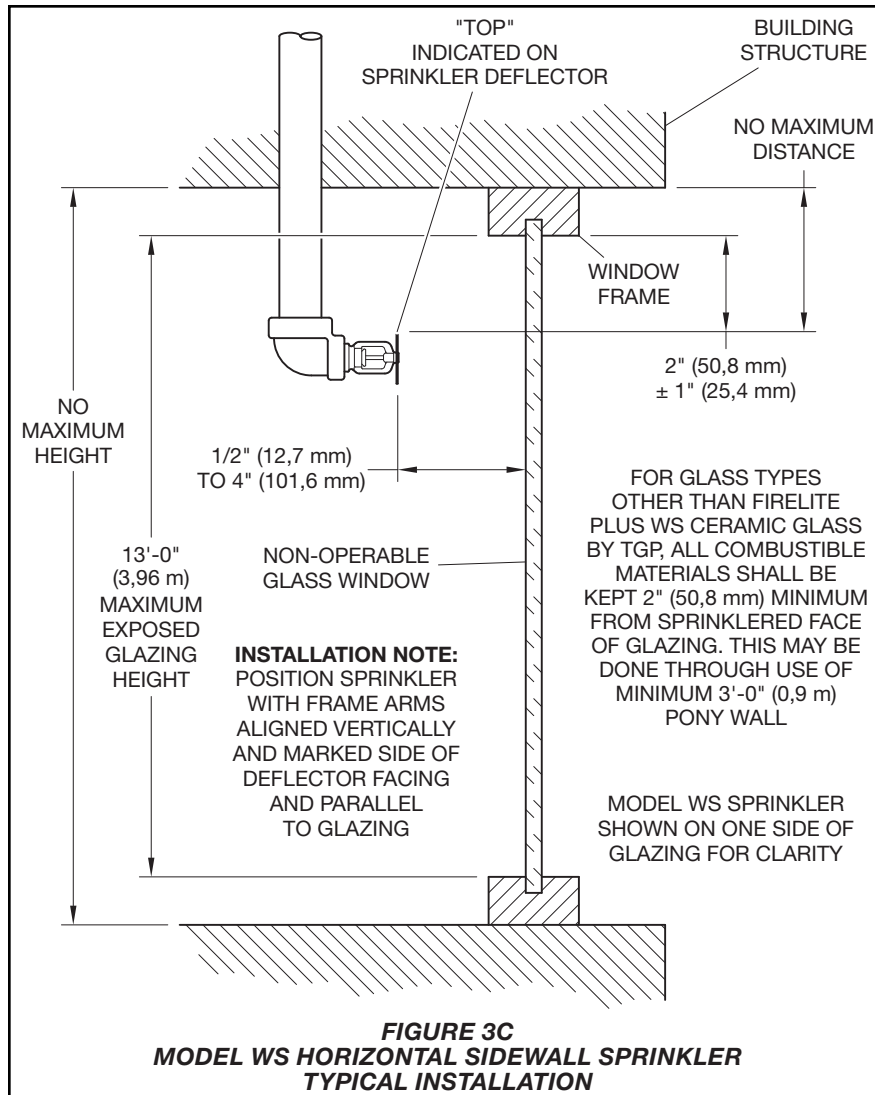 "TOP"
INDICATED ON
SPRINKLER DEFLECTOR
BUILDING
STRUCTURE
NO MAXIMUM
DISTANCE
WINDOW
FRAME
2" (50,8 mm)
± 1" (25,4 mm)
NO
MAXIMUM
HEIGHT
1/2" (12,7 mm)
TO 4" (101,6 mm)
13'-0"
(3,96 m)
MAXIMUM
EXPOSED
GLAZING
HEIGHT
NON-OPERABLE
GLASS WINDOW
INSTALLATION NOTE:
POSITION SPRINKLER
WITH FRAME ARMS
ALIGNED VERTICALLY
AND MARKED SIDE OF
DEFLECTOR FACING
AND PARALLEL
TO GLAZING
FOR GLASS TYPES
OTHER THAN FIRELITE
PLUS WS CERAMIC GLASS
BY TGP, ALL COMBUSTIBLE
MATERIALS SHALL BE
KEPT 2" (50,8 mm) MINIMUM
FROM SPRINKLERED FACE
OF GLAZING. THIS MAY BE
DONE THROUGH USE OF
MINIMUM 3'-0" (0,9 m)
PONY WALL
MODEL WS SPRINKLER
SHOWN ON ONE SIDE OF
GLAZING FOR CLARITY
FIGURE 3C
MODEL WS HORIZONTAL SIDEWALL SPRINKLER
TYPICAL INSTALLATION